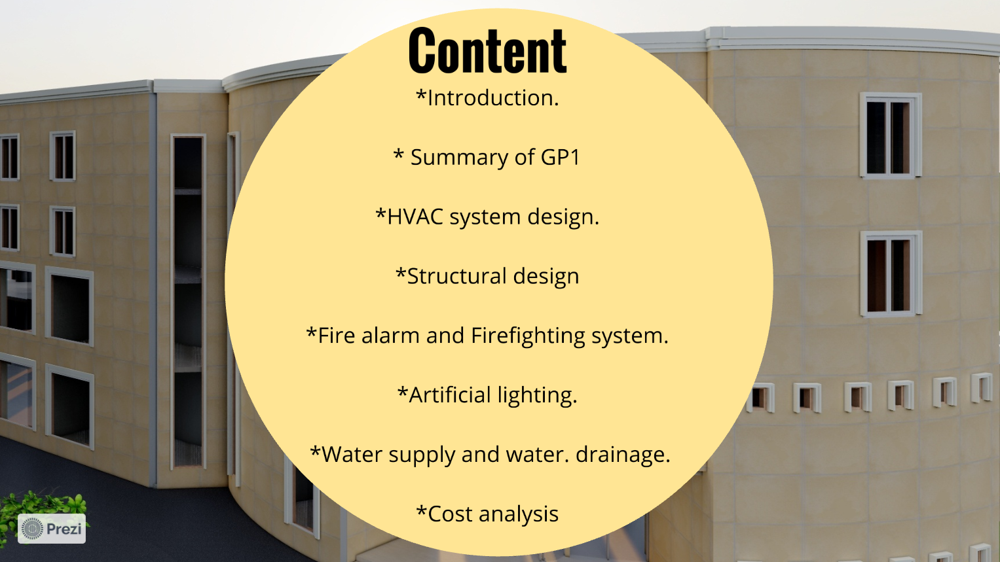 Content
*Introduction.
* Summary of GP1
*HVAC system design.
*Structural design
*Fire alarm and Firefighting system.
*Artificial lighting.
*Water supply and water. drainage.
*Cost analysis
Prezi